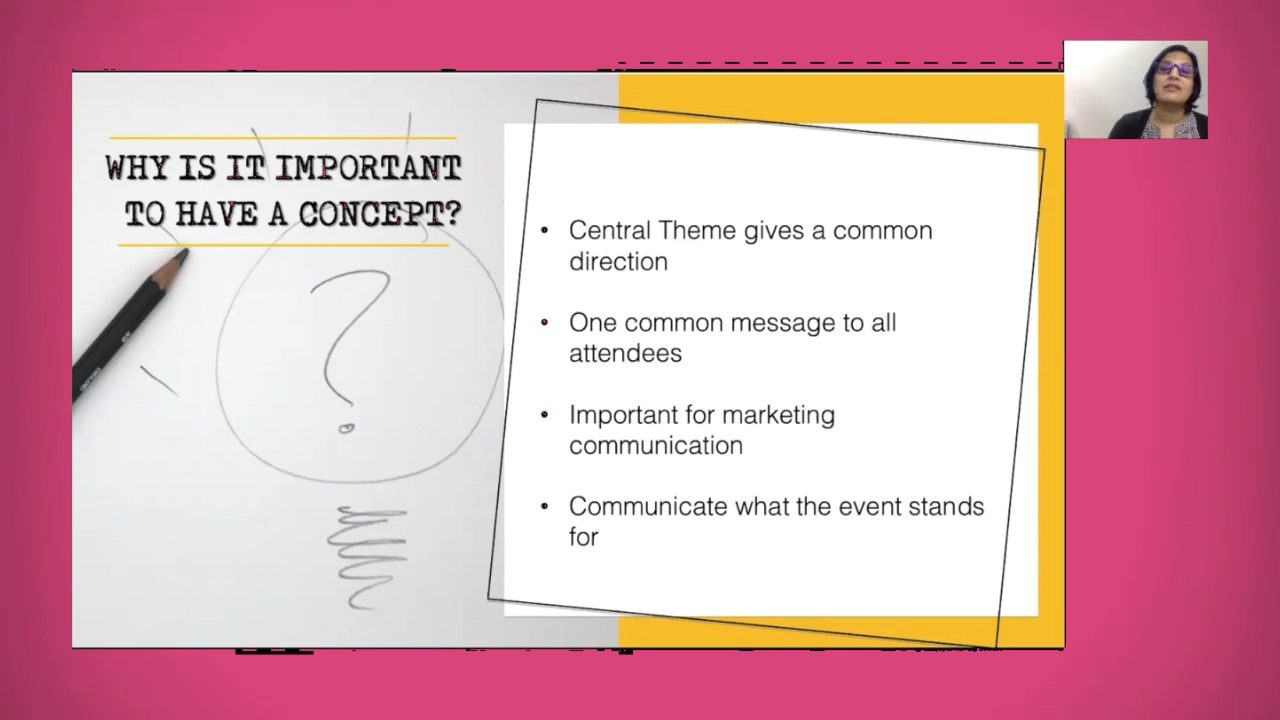 WHY IS IT IMPORTANT
TO HAVE A CONCEPT?
• Central Theme gives a common
direction
• One common message to all
attendees
• Important for marketing
communication
• Communicate what the event stands
for